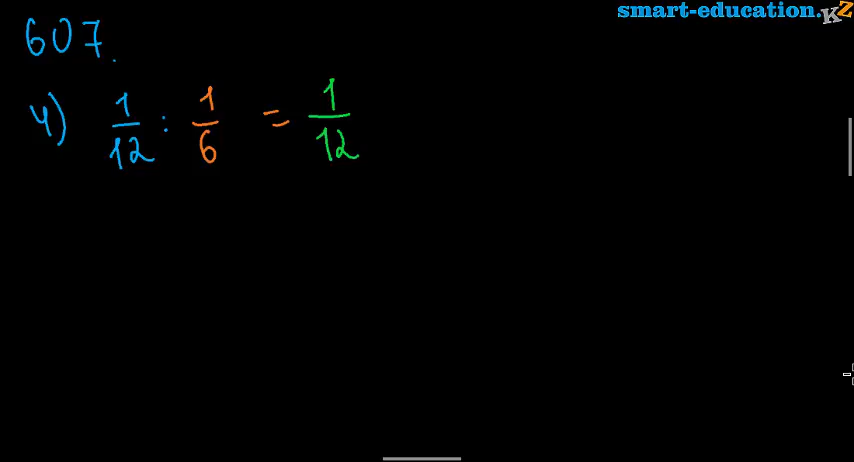 smart-education.KZ
607.
4) 1/12 : 1/6 = 1/12